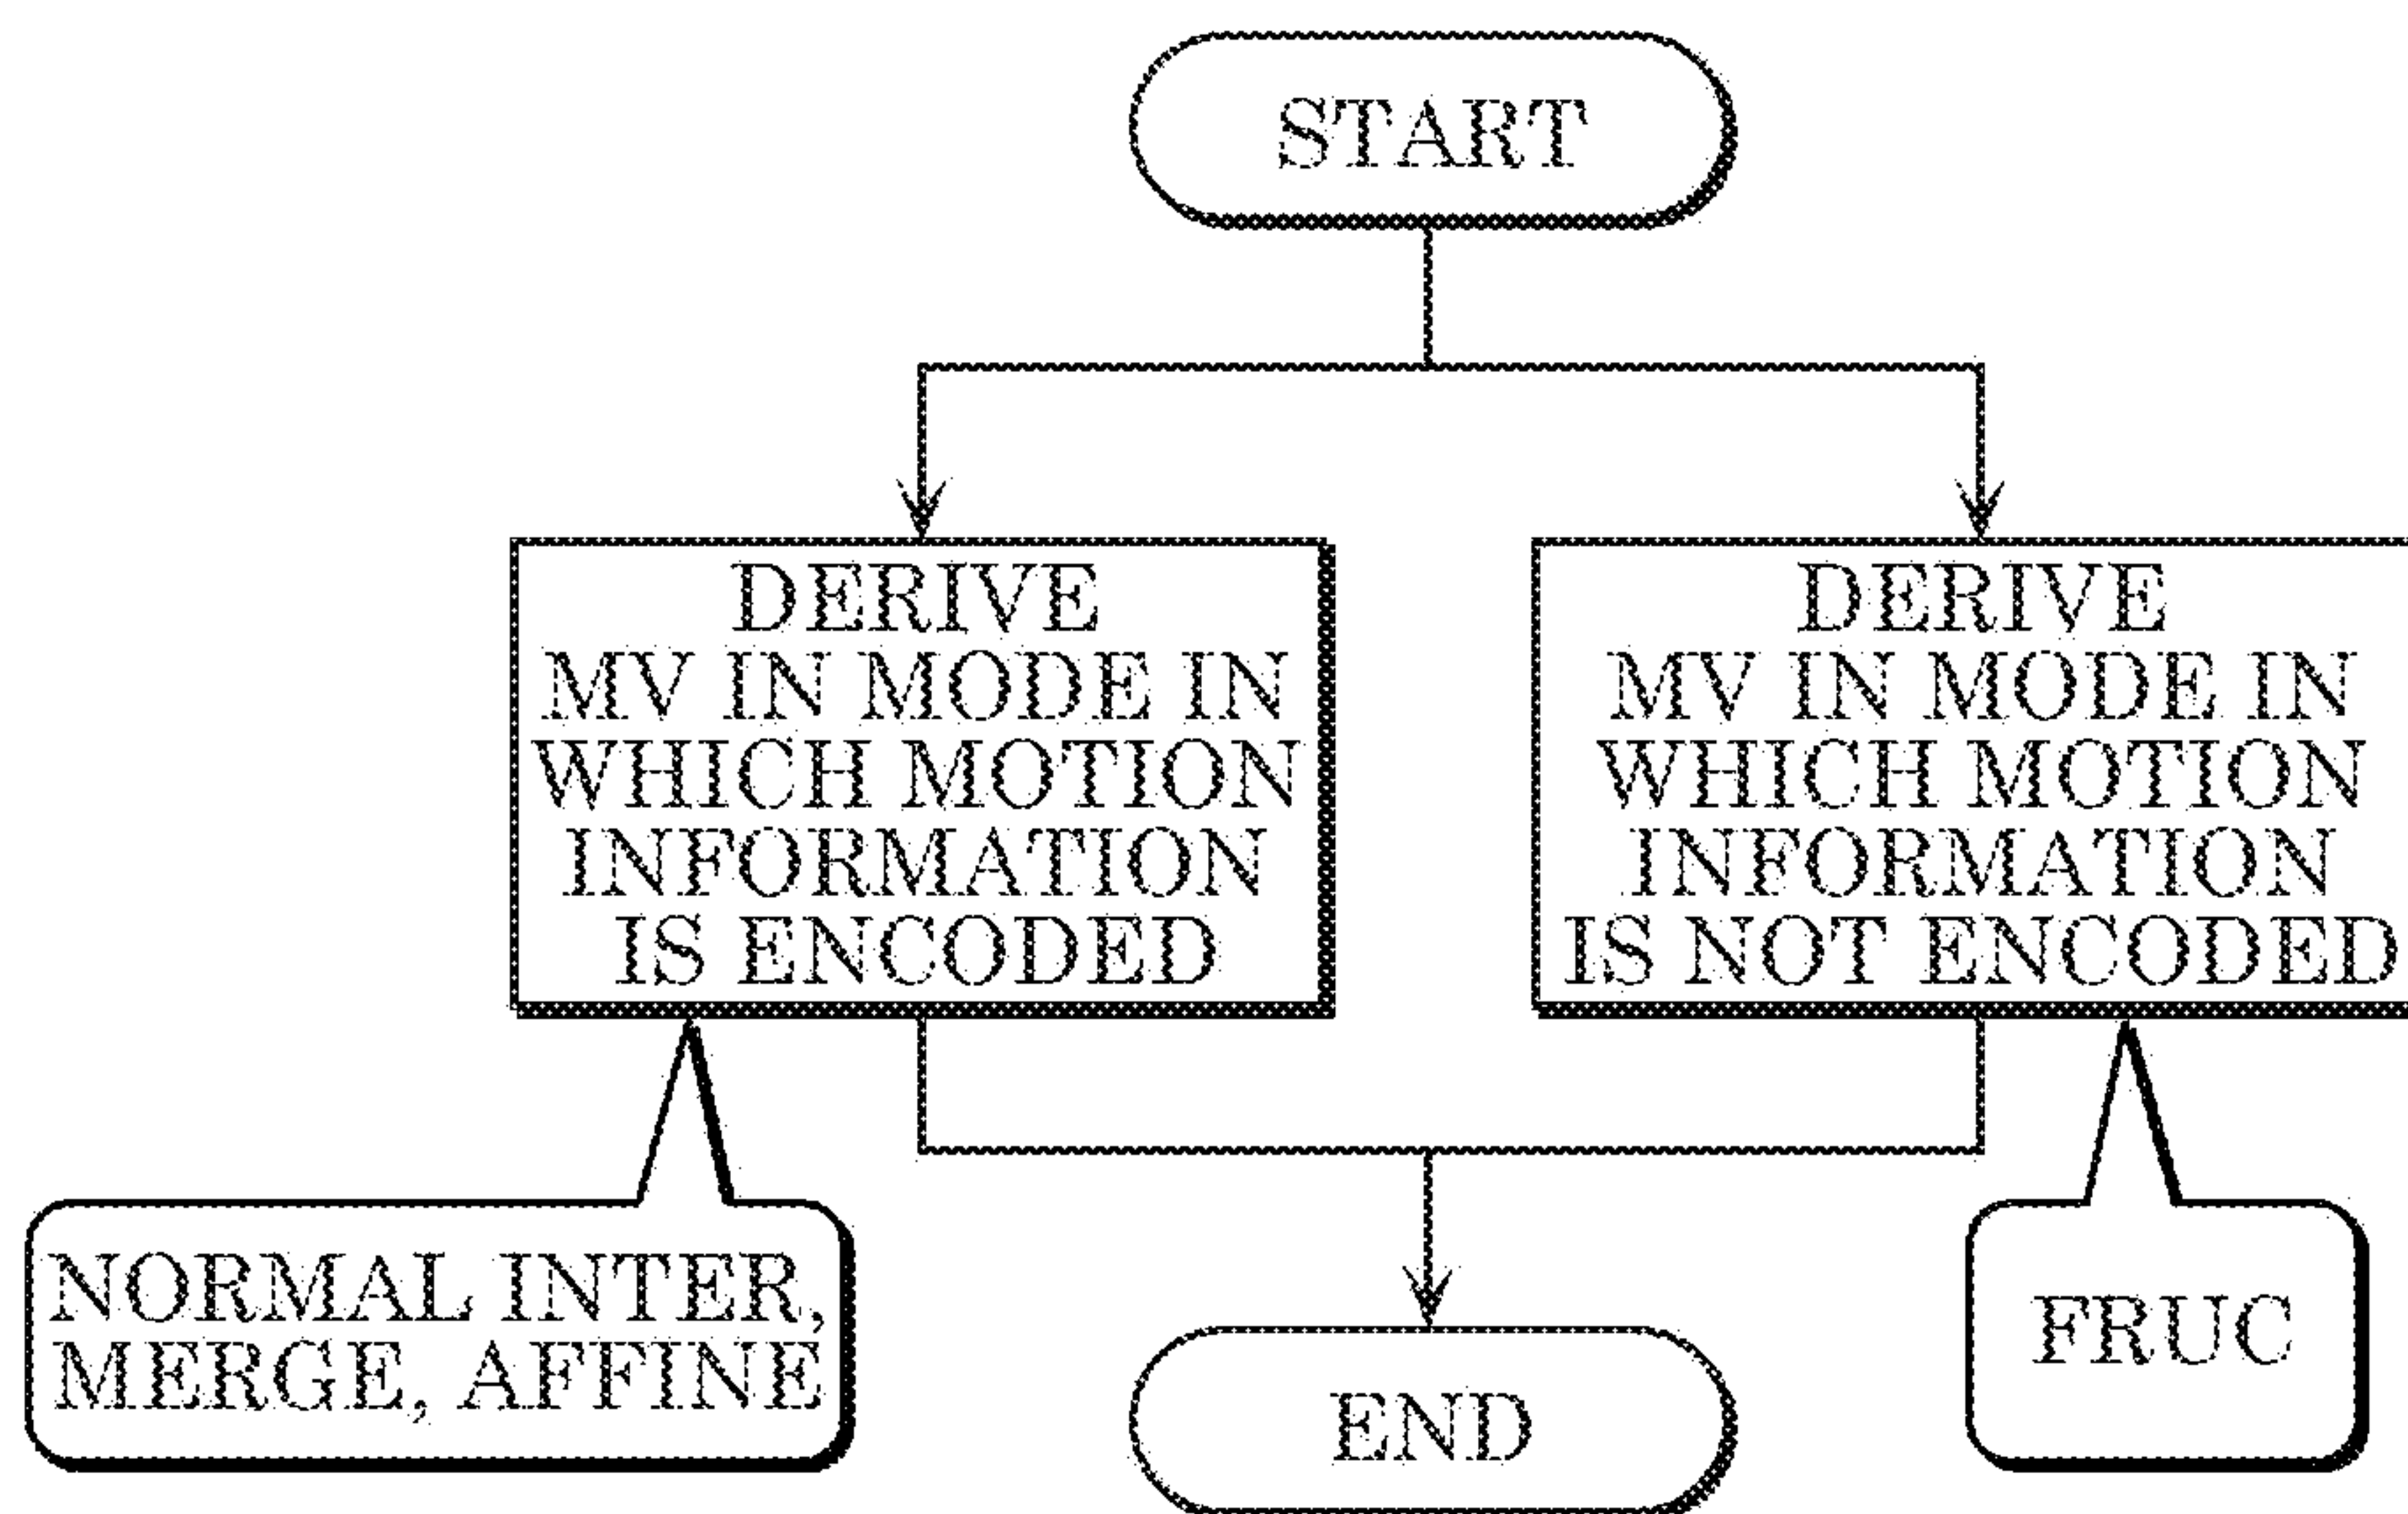 START
DERIVE
MV IN MODE IN
WHICH MOTION
INFORMATION
IS ENCODED
DERIVE
MV IN MODE IN
WHICH MOTION
INFORMATION
IS NOT ENCODED
NORMAL INTER,
MERGE, AFFINE
FRUC
END